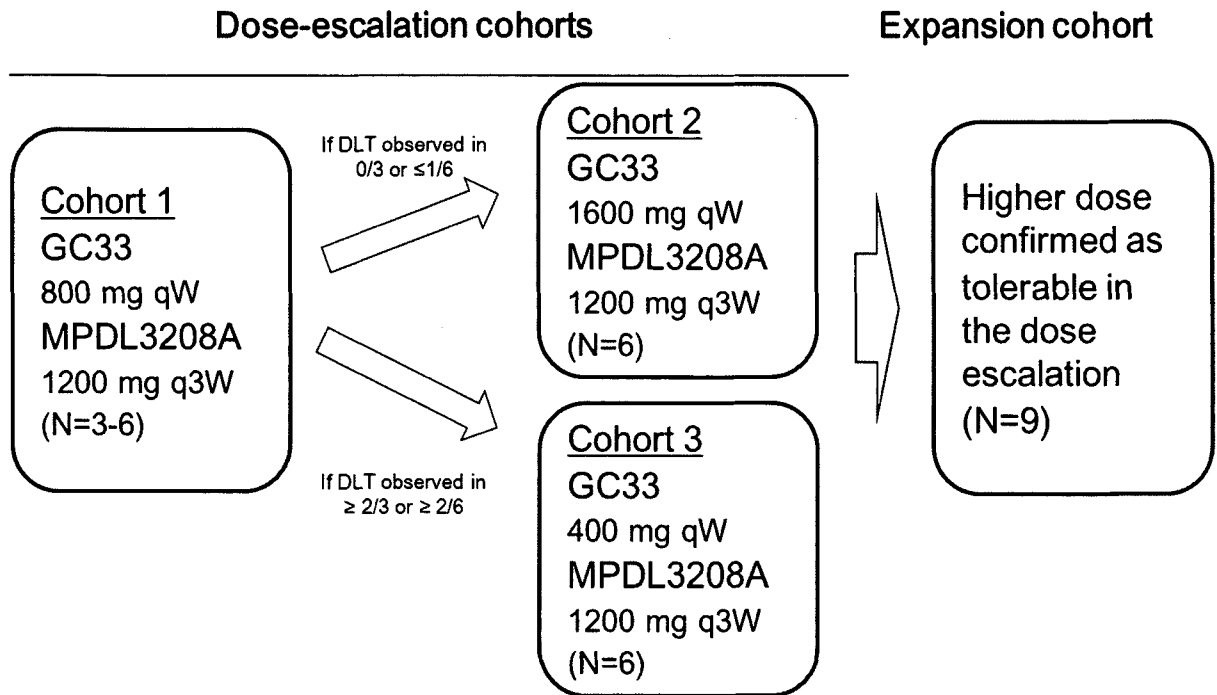 Dose-escalation cohorts
Expansion cohort
Cohort 1
GC33
800 mg qW
MPDL3208A
1200 mg q3W
(N=3-6)
If DLT observed in
0/3 or ≤1/6
If DLT observed in
≥ 2/3 or ≥ 2/6
Cohort 2
GC33
1600 mg qW
MPDL3208A
1200 mg q3W
(N=6)
Cohort 3
GC33
400 mg qW
MPDL3208A
1200 mg q3W
(N=6)
Higher dose
confirmed as
tolerable in
the dose
escalation
(N=9)